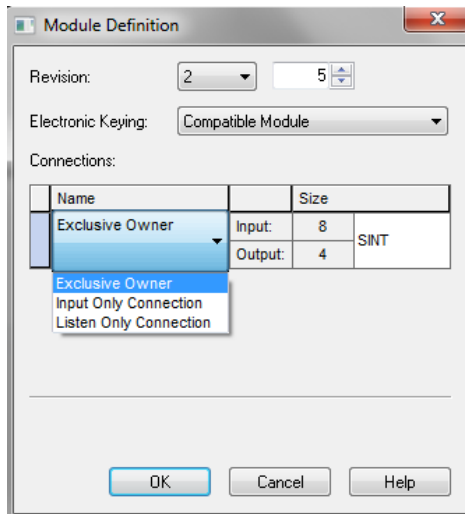 Module Definition
Revision: 2 5
Electronic Keying: Compatible Module
Connections:
Name Size
Exclusive Owner Input: 8 SINT
Output: 4
Exclusive Owner
Input Only Connection
Listen Only Connection
OK Cancel Help